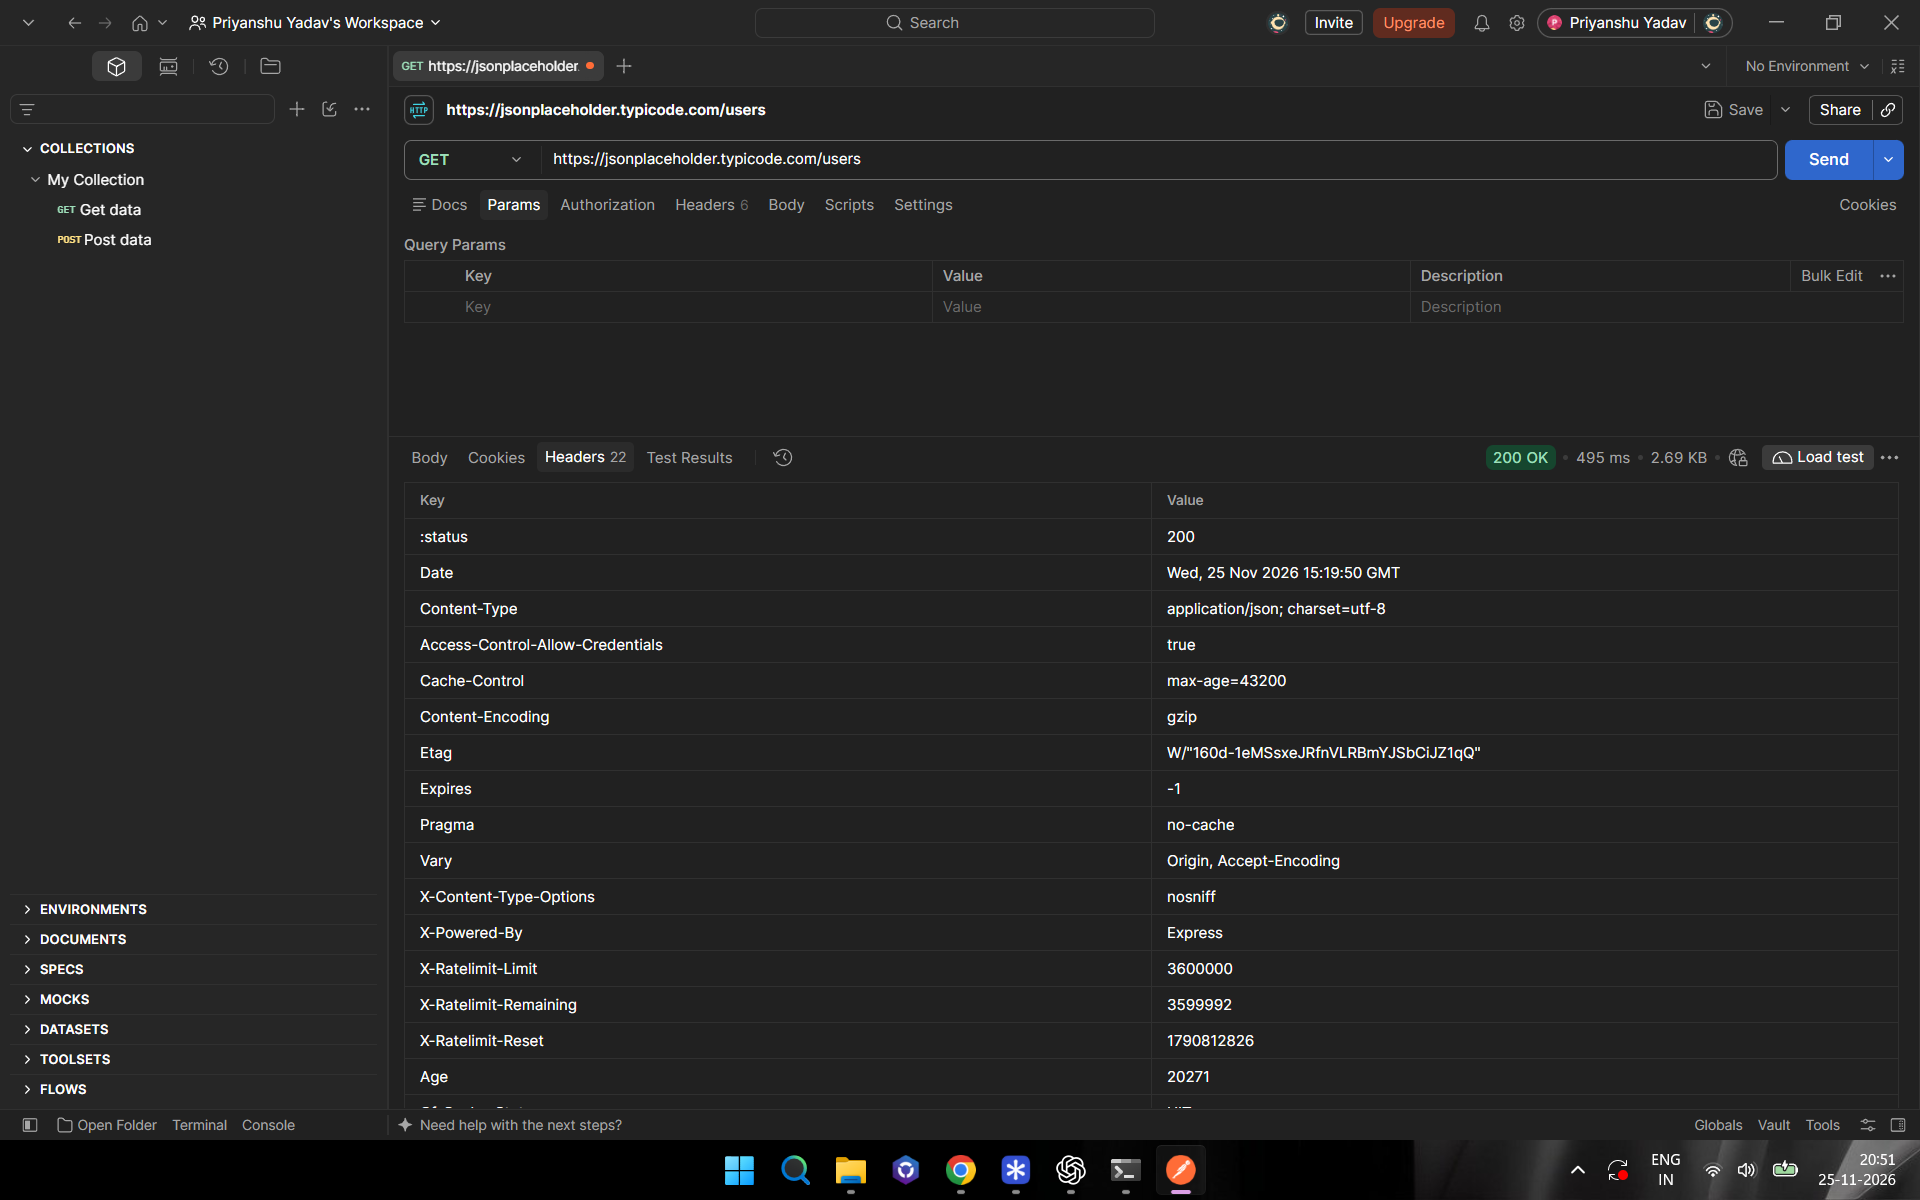 Priyanshu Yadav's Workspace
Search
Invite
Upgrade
P
Priyanshu Yadav
GET https://jsonplaceholder.
No Environment
COLLECTIONS
My Collection
GET Get data
POST Post data
HTTP
https://jsonplaceholder.typicode.com/users
Save
Share
GET
https://jsonplaceholder.typicode.com/users
Send
Docs Params Authorization Headers 6 Body Scripts Settings
Cookies
Query Params
Key Value Description Bulk Edit
Key Value Description
Body Cookies Headers 22 Test Results
200 OK • 495 ms • 2.69 KB
Load test
Key Value
:status 200
Date Wed, 25 Nov 2026 15:19:50 GMT
Content-Type application/json; charset=utf-8
Access-Control-Allow-Credentials true
Cache-Control max-age=43200
Content-Encoding gzip
Etag W/"160d-1eMSsxeJRfnVLRBmYJSbCiJZ1qQ"
Expires -1
Pragma no-cache
Vary Origin, Accept-Encoding
X-Content-Type-Options nosniff
X-Powered-By Express
X-Ratelimit-Limit 3600000
X-Ratelimit-Remaining 3599992
X-Ratelimit-Reset 1790812826
Age 20271
ENVIRONMENTS
DOCUMENTS
SPECS
MOCKS
DATASETS
TOOLSETS
FLOWS
Open Folder Terminal Console
Need help with the next steps?
Globals Vault Tools
ENG
IN
20:51
25-11-2026